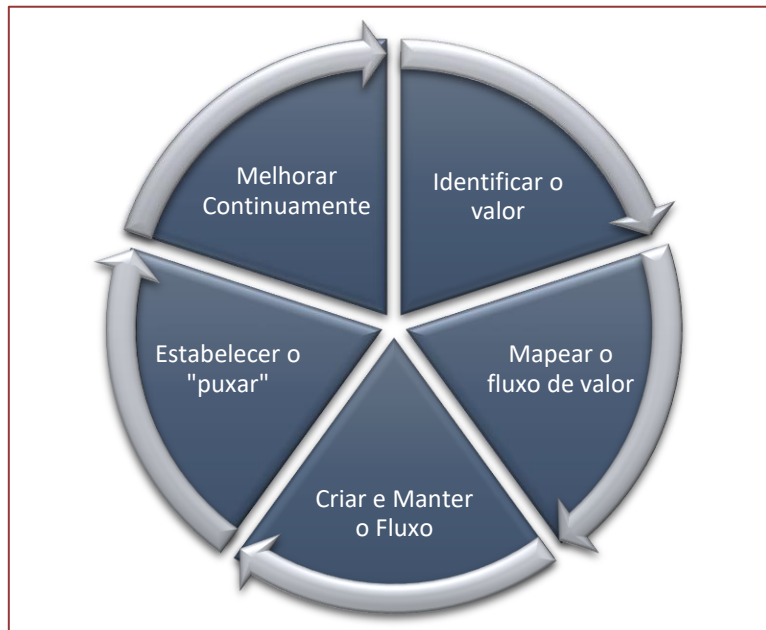 Identificar o
valor
Mapear o
fluxo de valor
Criar e Manter
o Fluxo
Estabelecer o
"puxar"
Melhorar
Continuamente